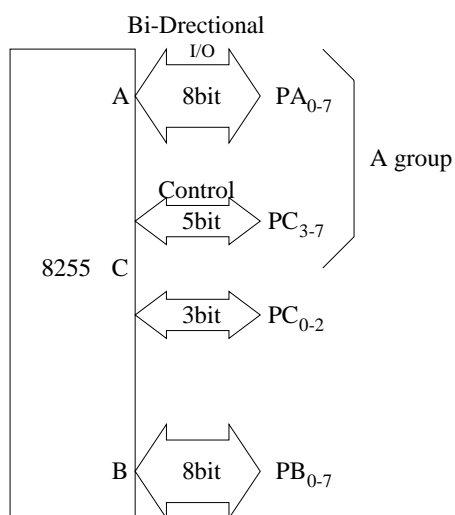 Bi-Drectional
I/O
A 8bit PA0-7
A group
Control
5bit PC3-7
8255 C
3bit PC0-2
B 8bit PB0-7